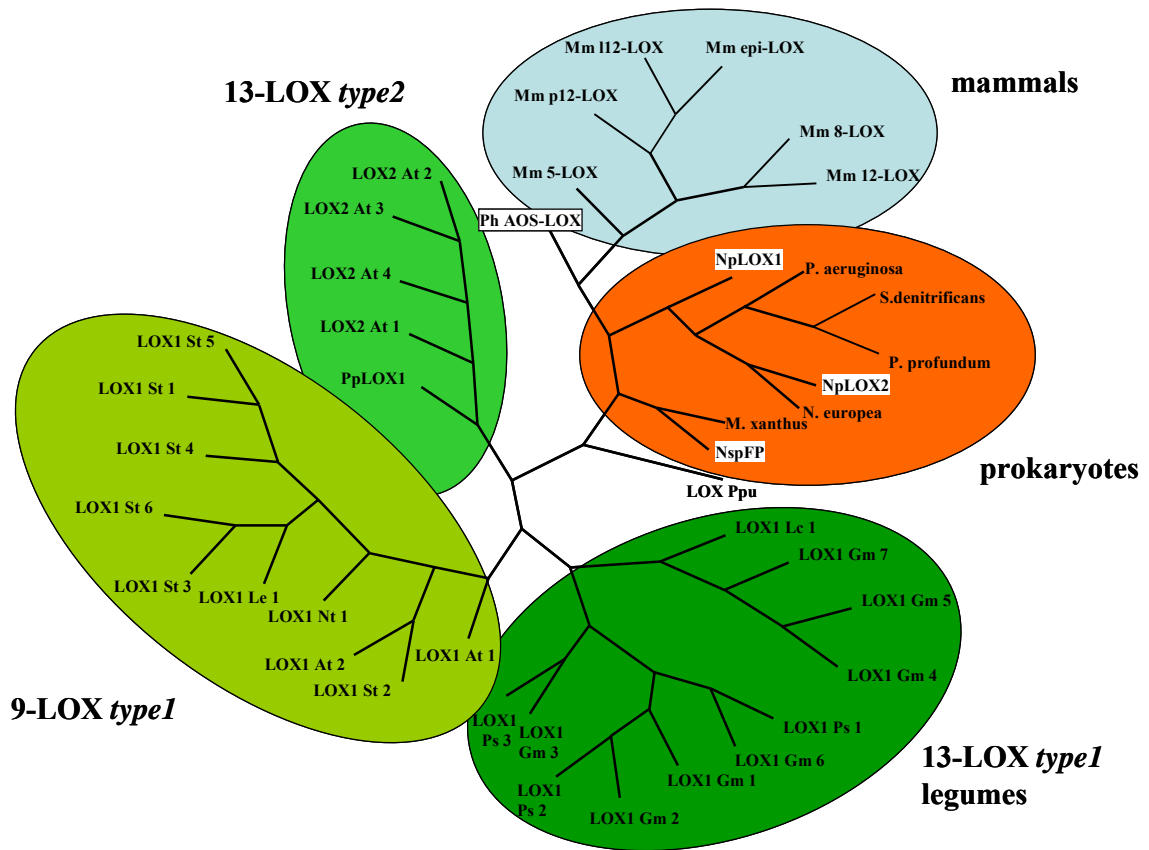 Mm l12-LOX
Mm epi-LOX
mammals
13-LOX type2
Mm p12-LOX
Mm 8-LOX
Mm 5-LOX
Mm 12-LOX
LOX2 At 2
LOX2 At 3
Ph AOS-LOX
LOX2 At 4
LOX2 At 1
PpLOX1
NpLOX1
P. aeruginosa
S.denitrificans
P. profundum
NpLOX2
N. europea
M. xanthus
NspFP
prokaryotes
LOX Ppu
LOX1 St 5
LOX1 St 1
LOX1 St 4
LOX1 St 6
LOX1 St 3
LOX1 Le 1
LOX1 Nt 1
LOX1 At 2
LOX1 St 2
LOX1 At 1
9-LOX type1
LOX1 Lc 1
LOX1 Gm 7
LOX1 Gm 5
LOX1 Gm 4
LOX1 Ps 1
LOX1 Gm 6
LOX1 Gm 1
LOX1 Gm 2
LOX1
Ps 3
LOX1
Gm 3
LOX1
Ps 2
13-LOX type1
legumes